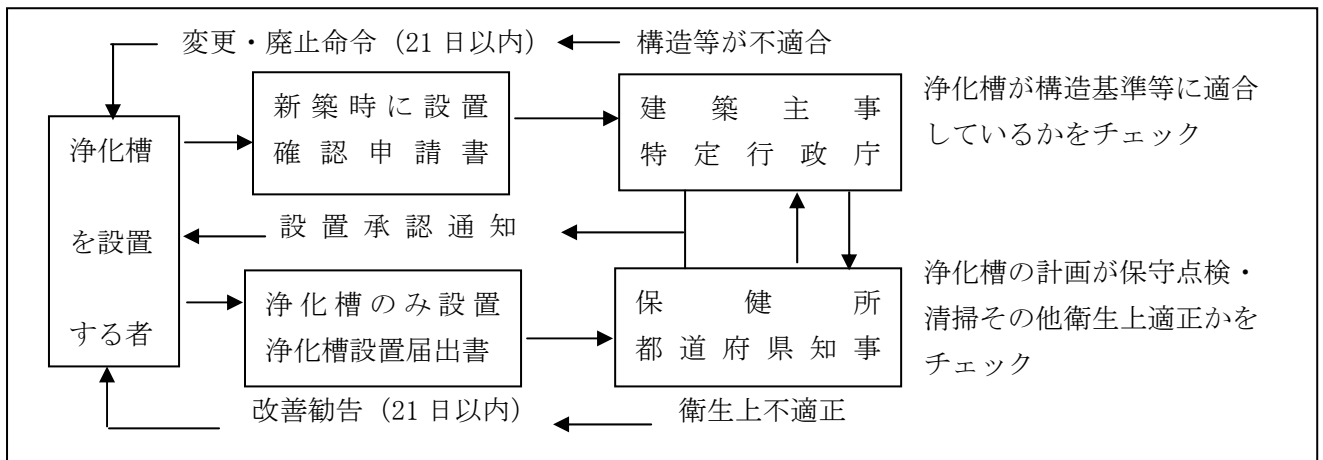 変更・廃止命令（21日以内）
構造等が不適合
新築時に設置
確認申請書
建築主事
特定行政庁
浄化槽が構造基準等に適合
しているかをチェック
浄化槽
を設置
する者
設置承認通知
浄化槽のみ設置
浄化槽設置届出書
保健所
都道府県知事
浄化槽の計画が保守点検・
清掃その他衛生上適正かを
チェック
改善勧告（21日以内）
衛生上不適正